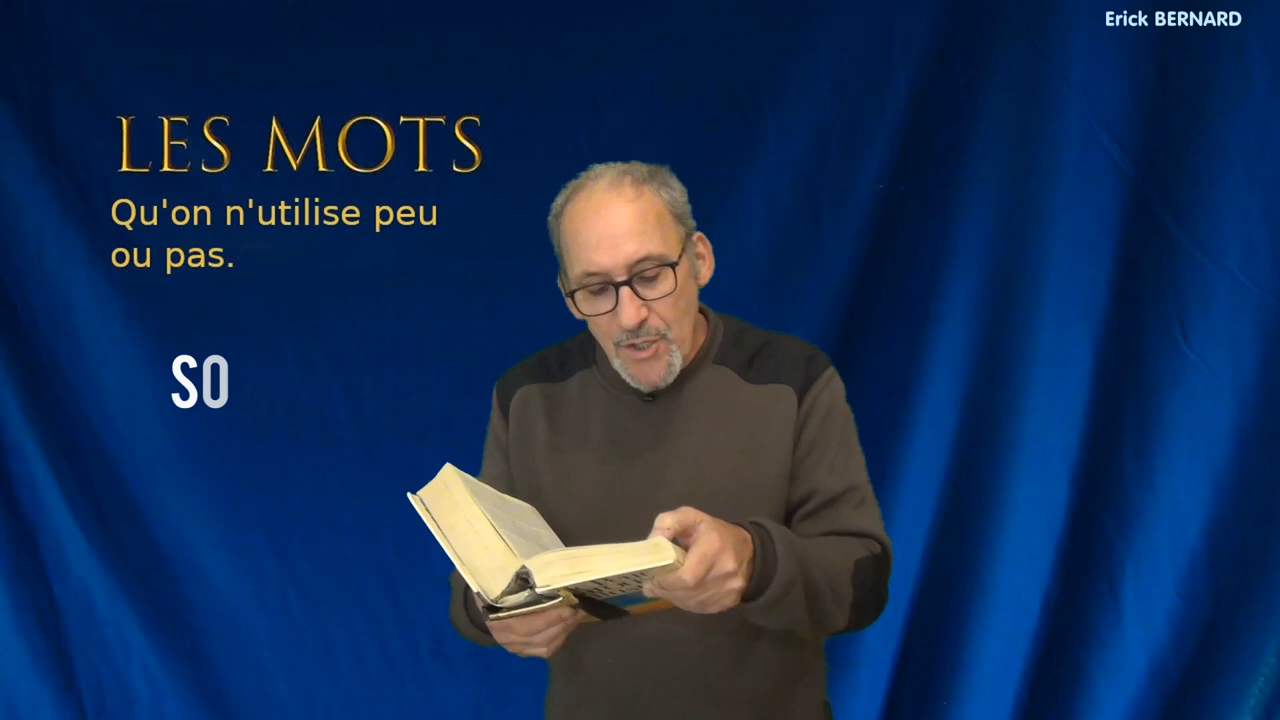 Erick BERNARD
LES MOTS
Qu'on n'utilise peu
ou pas.
SO